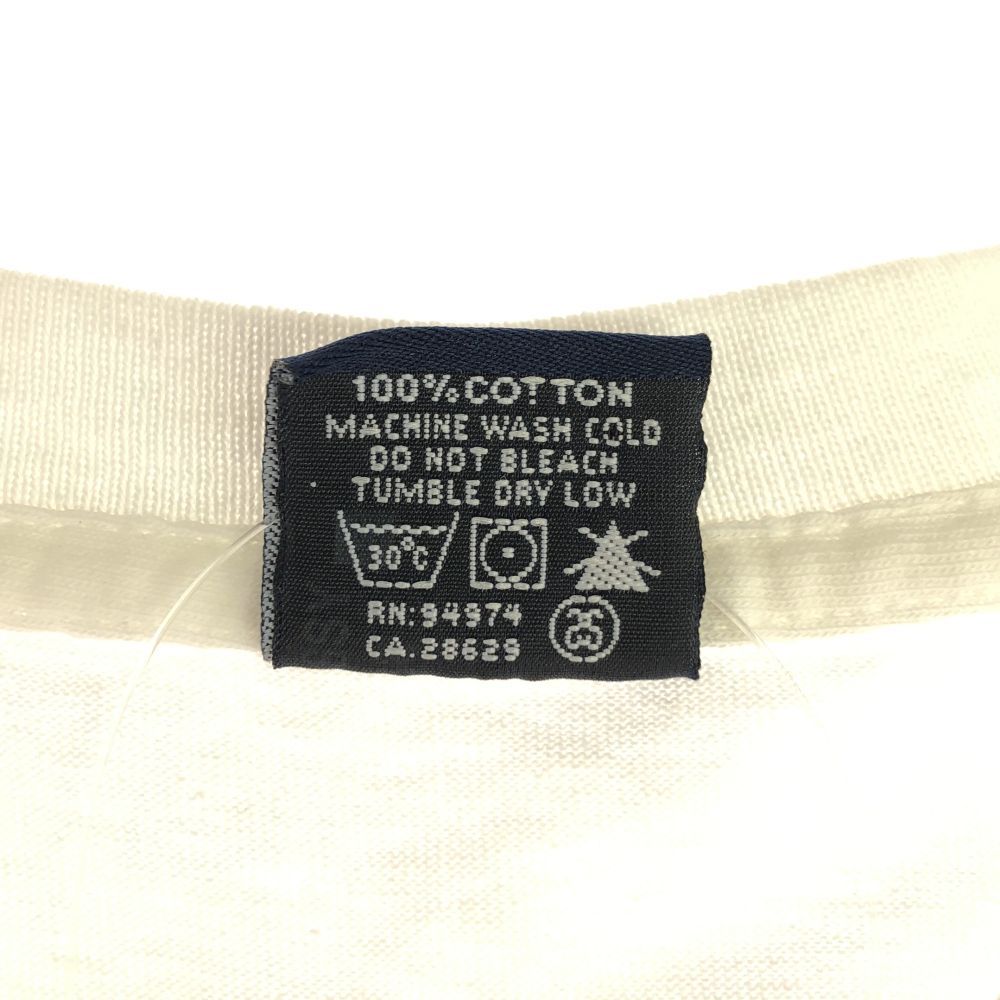 100% COTTON
MACHINE WASH COLD
DO NOT BLEACH
TUMBLE DRY LOW
30°C
RN:94974
CA.28629